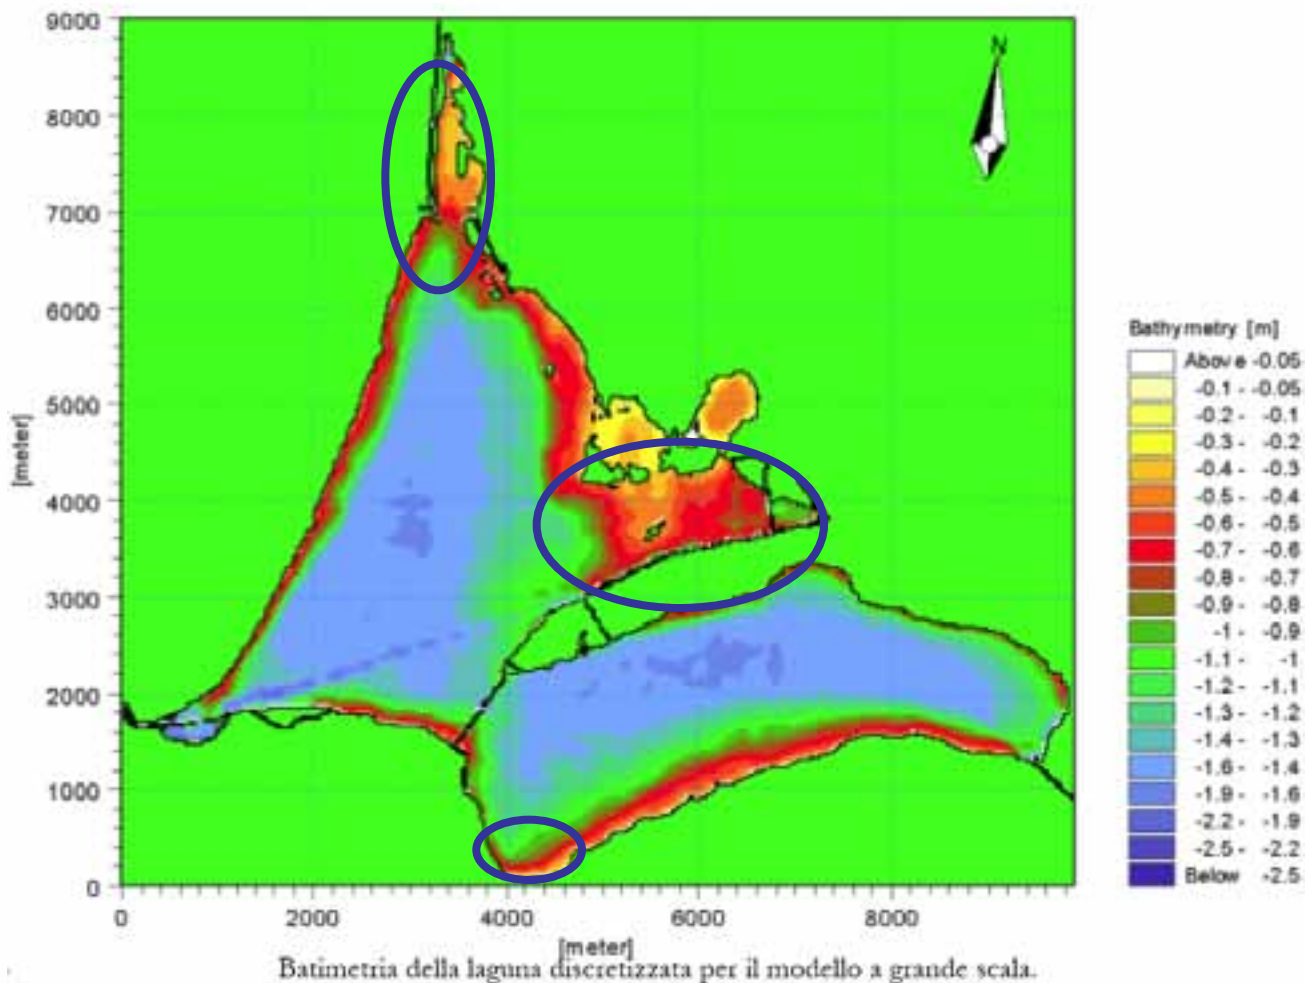 N
9000
8000
7000
6000
5000
4000
3000
2000
1000
0
[meter]
0 2000 4000 6000 8000
[meter]
Bathymetry [m]
Above -0.05
-0.1 - -0.05
-0.2 - -0.1
-0.3 - -0.2
-0.4 - -0.3
-0.5 - -0.4
-0.6 - -0.5
-0.7 - -0.6
-0.8 - -0.7
-0.9 - -0.8
-1 - -0.9
-1.1 - -1
-1.2 - -1.1
-1.3 - -1.2
-1.4 - -1.3
-1.6 - -1.4
-1.9 - -1.6
-2.2 - -1.9
-2.5 - -2.2
Below -2.5
Batimetria della laguna discretizzata per il modello a grande scala.